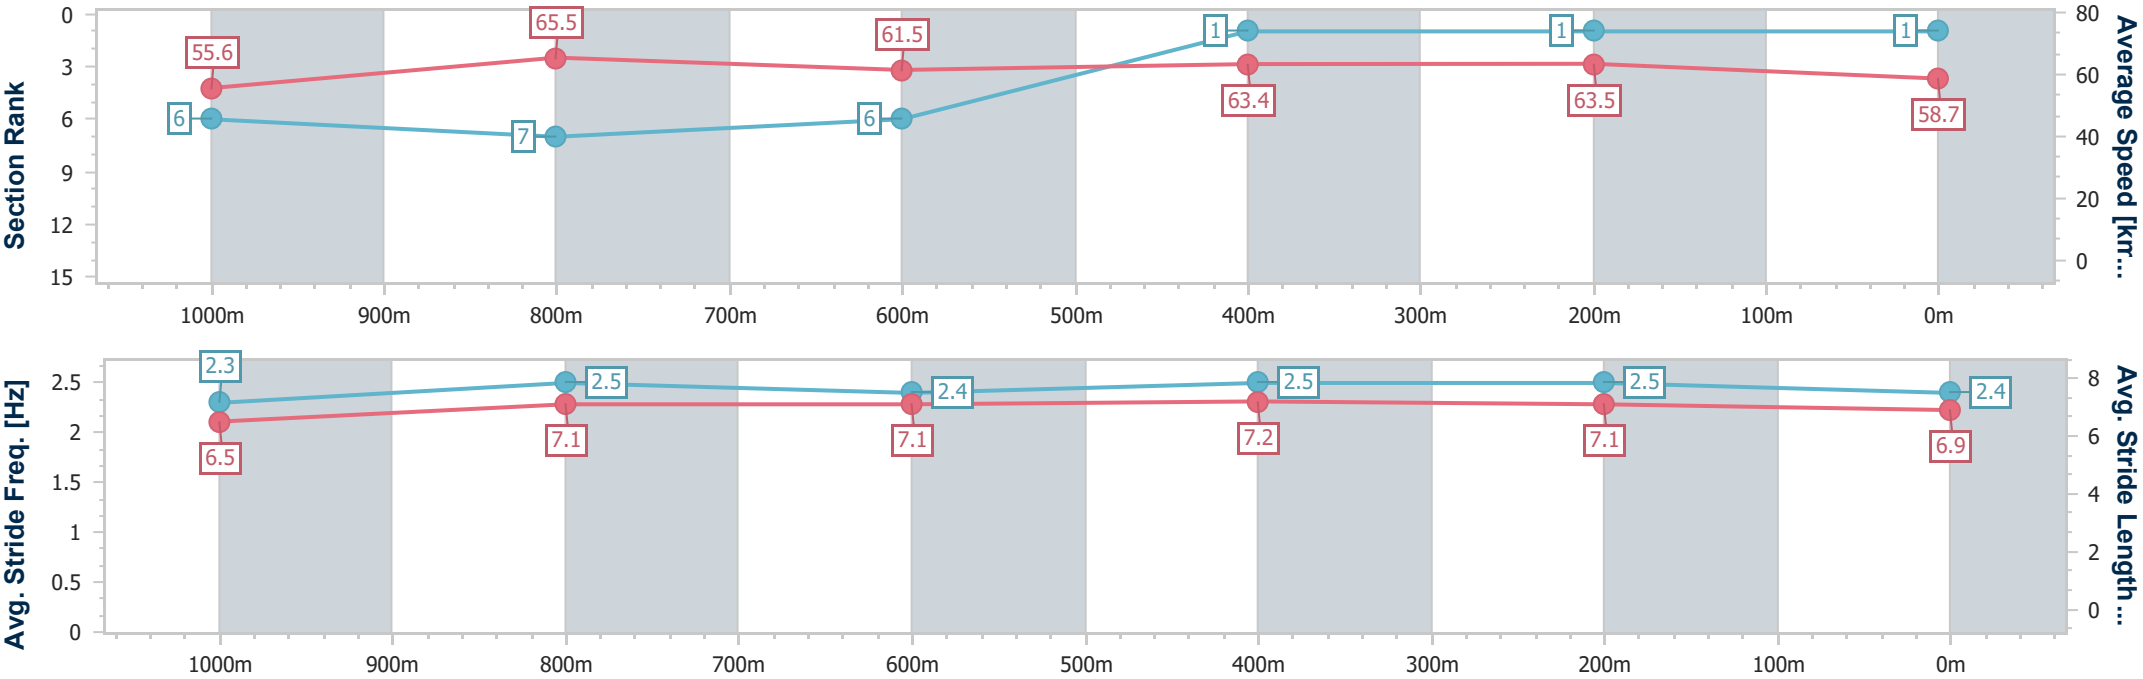 Section Rank
0
3
6
9
12
15
55.6
65.5
61.5
63.4
63.5
58.7
6
7
6
1
1
1
80
60
40
20
0
Average Speed [km...
1000m
900m
800m
700m
600m
500m
400m
300m
200m
100m
0m
Avg. Stride Freq. [Hz]
2.5
2
1.5
1
0.5
0
2.3
2.5
2.4
2.5
2.5
2.4
6.5
7.1
7.1
7.2
7.1
6.9
8
6
4
2
0
Avg. Stride Length...
1000m
900m
800m
700m
600m
500m
400m
300m
200m
100m
0m